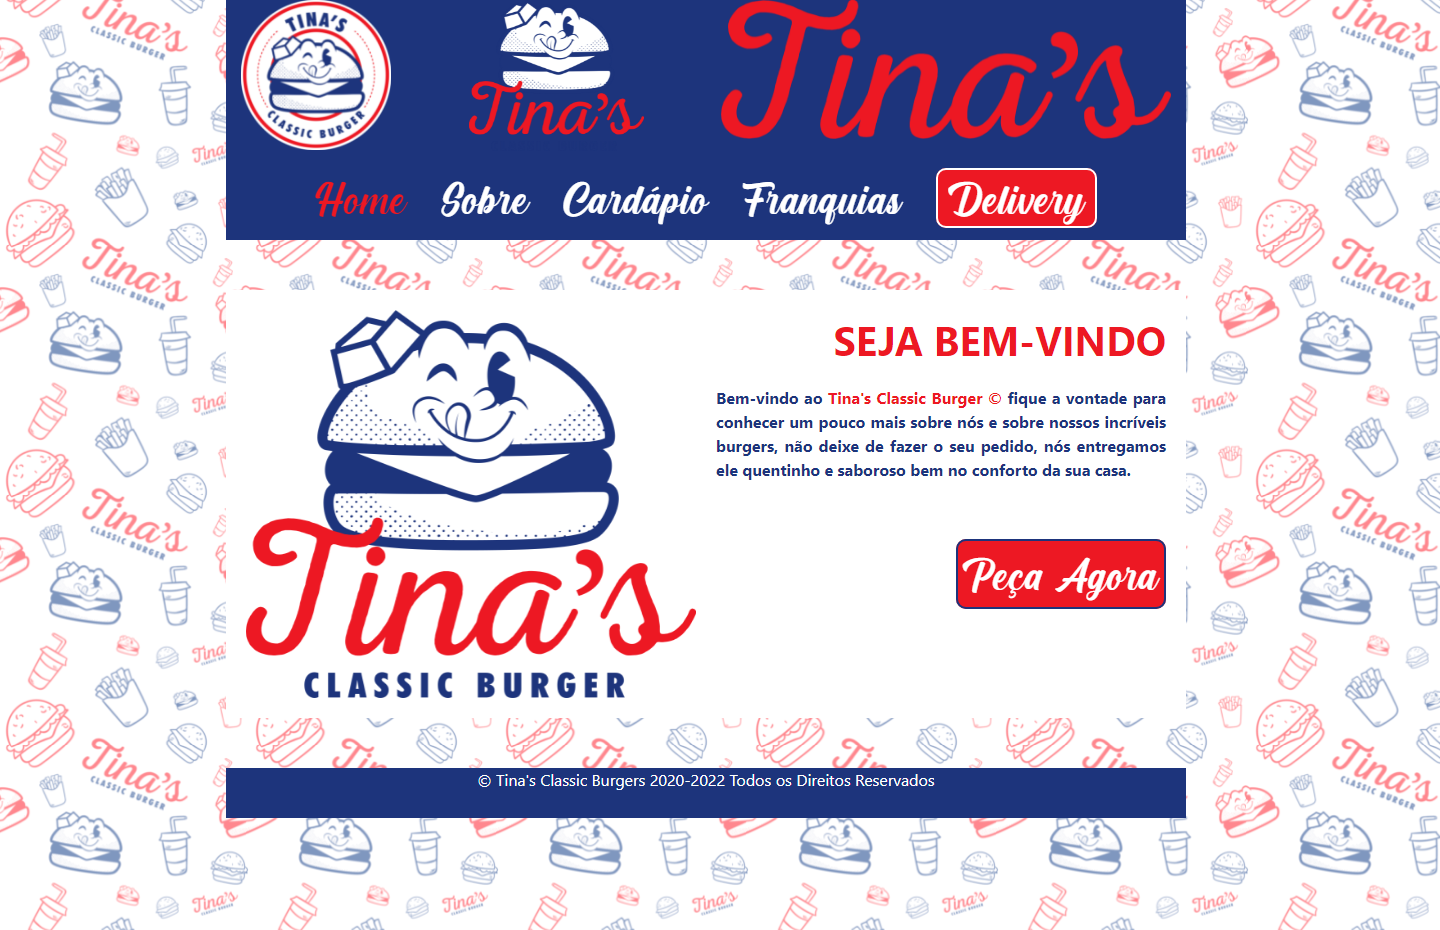 TINA'S
CLASSIC BURGER
Tina's
Tina's
Home Sobre Cardápio Franquias Delivery
SEJA BEM-VINDO
Bem-vindo ao Tina's Classic Burger © fique a vontade para
conhecer um pouco mais sobre nós e sobre nossos incríveis
burgers, não deixe de fazer o seu pedido, nós entregamos
ele quentinho e saboroso bem no conforto da sua casa.
Peça Agora
Tina's
CLASSIC BURGER
© Tina's Classic Burgers 2020-2022 Todos os Direitos Reservados